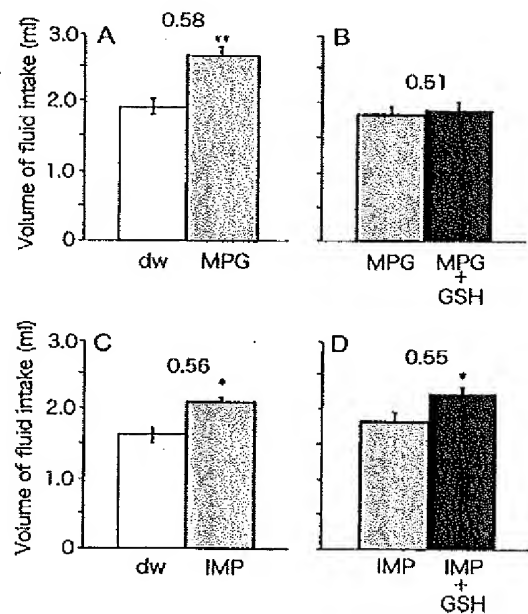 A
0.58
**
3.0
2.0
1.0
0
Volume of fluid intake (ml)
dw MPG
B
0.51
MPG MPG
+
GSH
C
0.56
*
3.0
2.0
1.0
0
Volume of fluid intake (ml)
dw IMP
D
0.55
*
IMP IMP
+
GSH